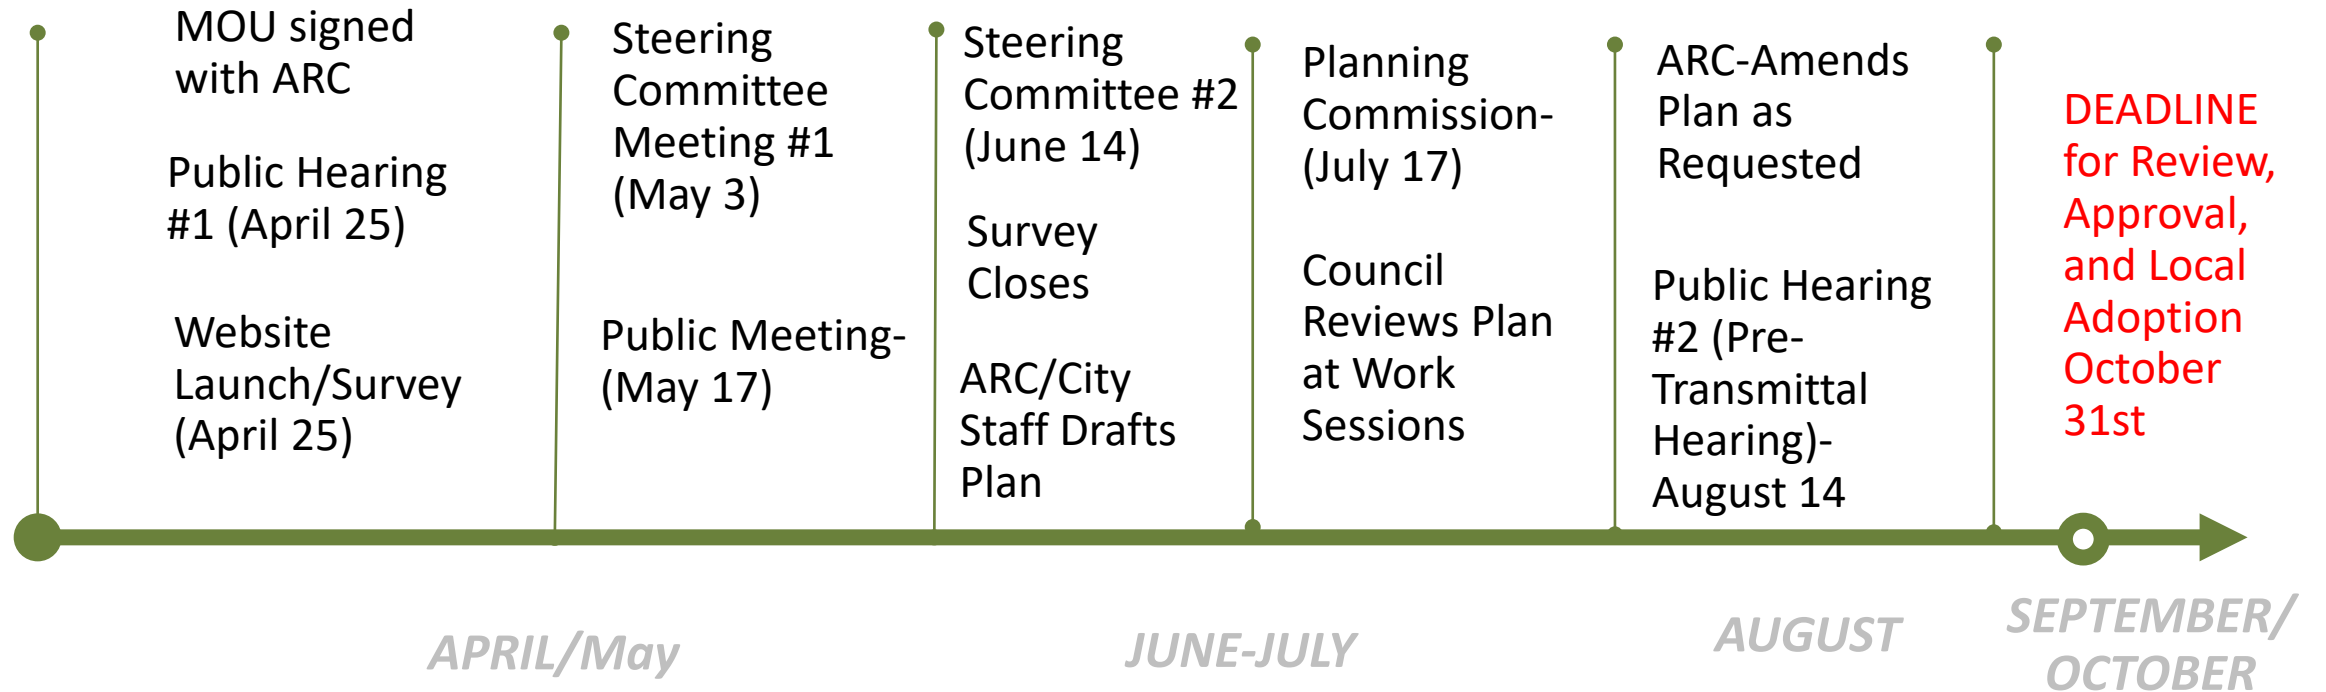 MOU signed
with ARC
Public Hearing
#1 (April 25)
Website
Launch/Survey
(April 25)
Steering
Committee
Meeting #1
(May 3)
Public Meeting-
(May 17)
Steering
Committee #2
(June 14)
Survey
Closes
ARC/City
Staff Drafts
Plan
Planning
Commission-
(July 17)
Council
Reviews Plan
at Work
Sessions
ARC-Amends
Plan as
Requested
Public Hearing
#2 (Pre-
Transmittal
Hearing)-
August 14
DEADLINE
for Review,
Approval,
and Local
Adoption
October
31st
APRIL/May
JUNE-JULY
AUGUST
SEPTEMBER/
OCTOBER